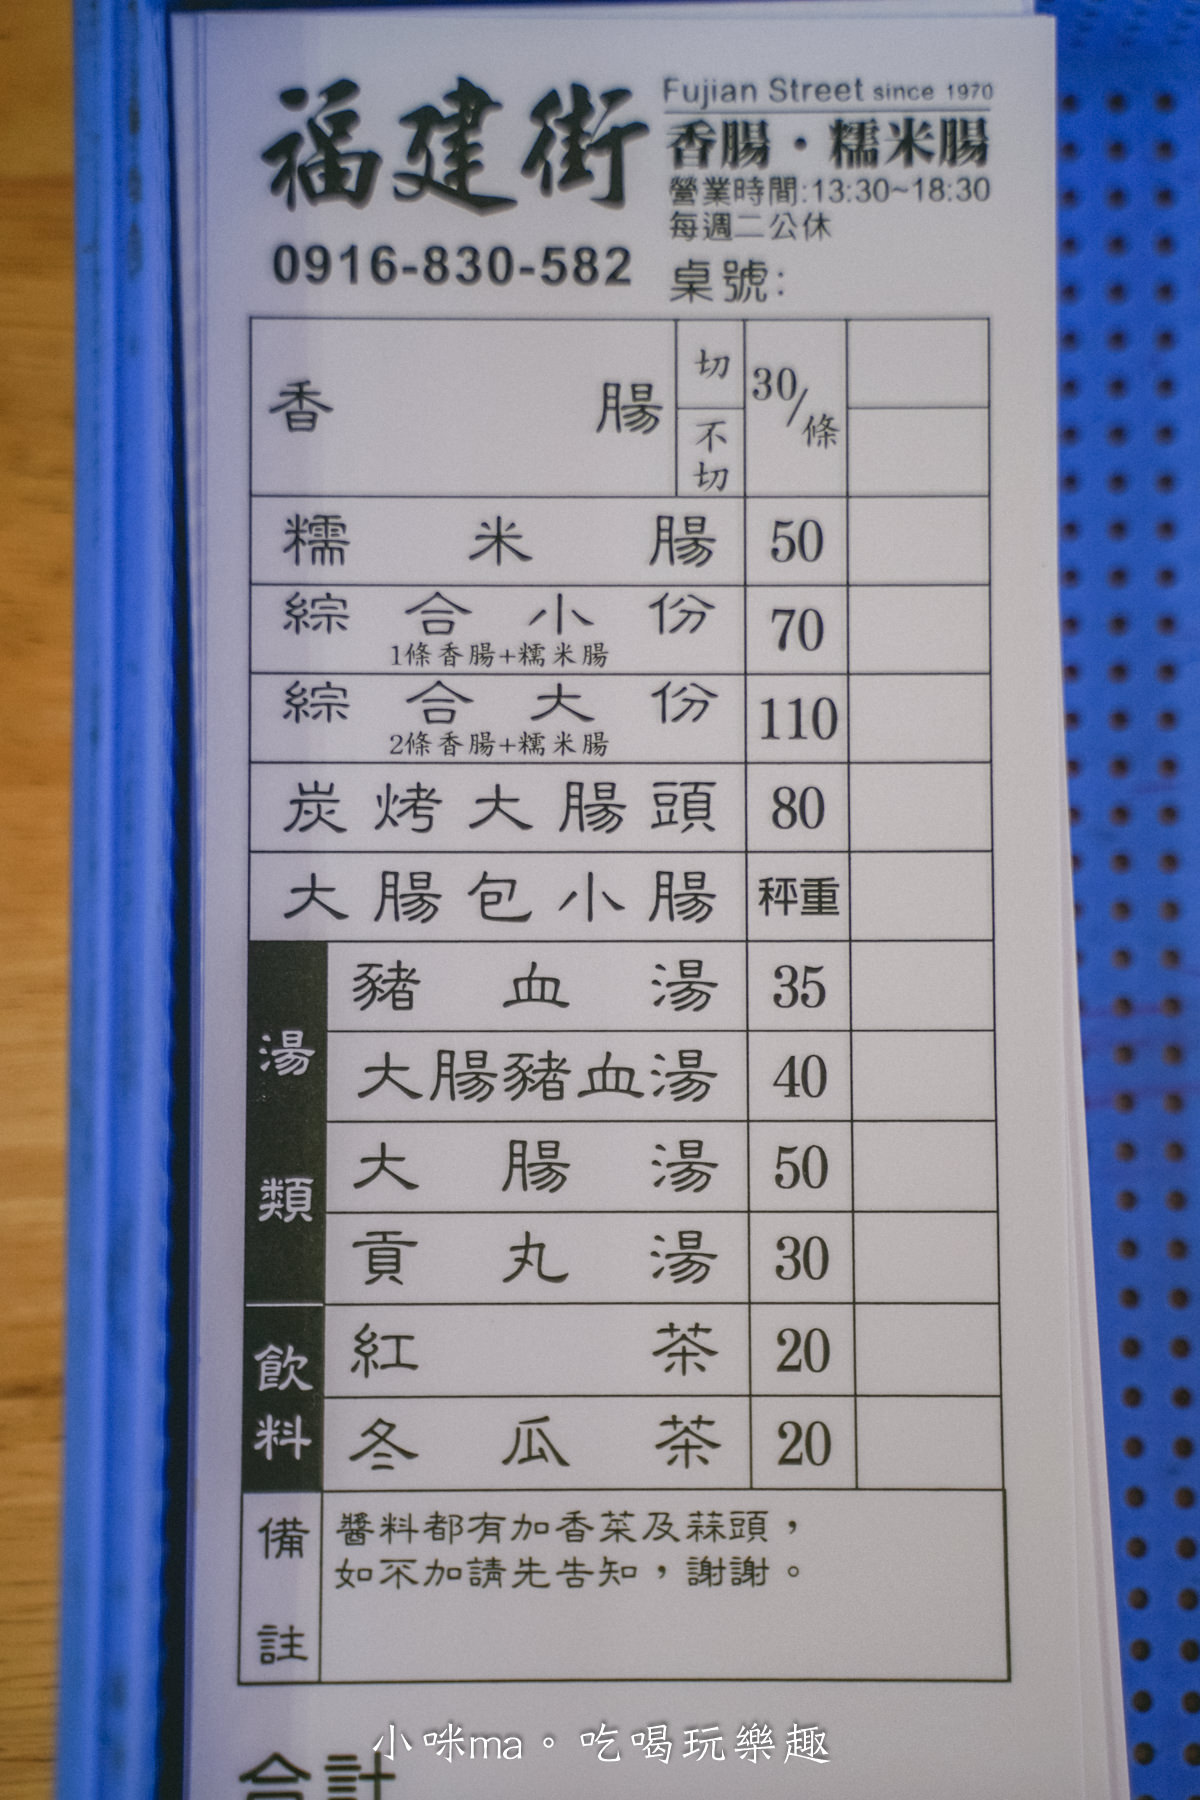 福建街
Fujian Street since 1970
香腸・糯米腸
營業時間:13:30~18:30
每週二公休
0916-830-582
桌號:
香腸 切 不切 30/條
糯米腸 50
綜合小份 70
1條香腸+糯米腸
綜合大份 110
2條香腸+糯米腸
炭烤大腸頭 80
大腸包小腸 秤重
湯類
豬血湯 35
大腸豬血湯 40
大腸湯 50
貢丸湯 30
飲料
紅茶 20
冬瓜茶 20
備註
醬料都有加香菜及蒜頭，
如不加請先告知，謝謝。
小咪ma。吃喝玩樂趣
合計